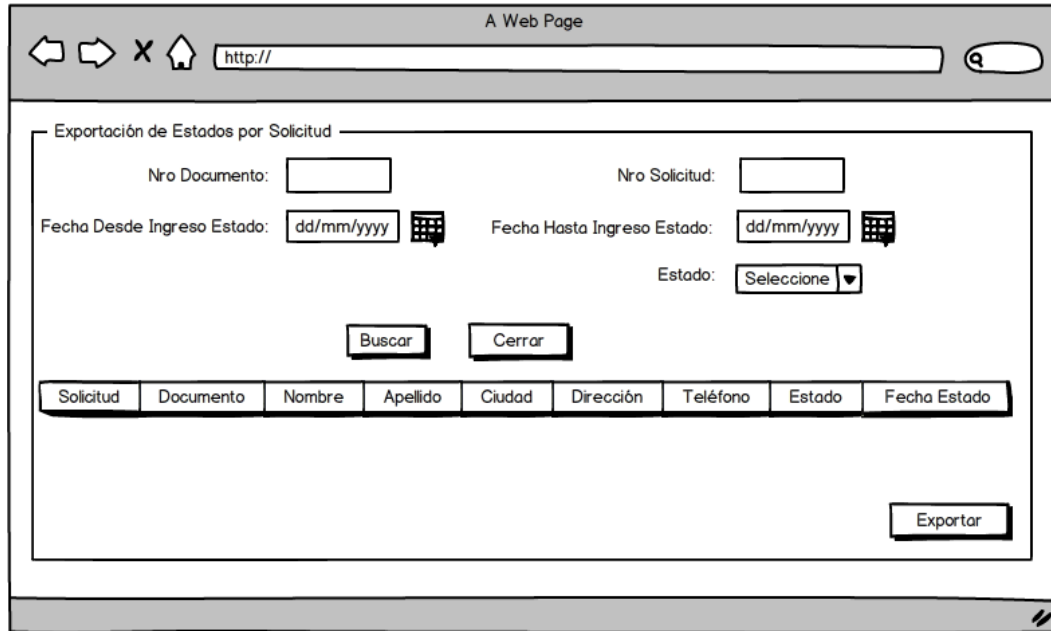 A Web Page
http://
Exportación de Estados por Solicitud
Nro Documento: Nro Solicitud:
Fecha Desde Ingreso Estado: dd/mm/yyyy Fecha Hasta Ingreso Estado: dd/mm/yyyy
Estado: Seleccione
Buscar Cerrar
Solicitud Documento Nombre Apellido Ciudad Dirección Teléfono Estado Fecha Estado
Exportar